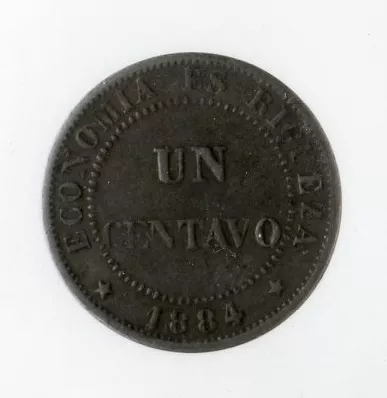 ECONOMIA ES RIQUEZA
UN
CENTAVO
1884